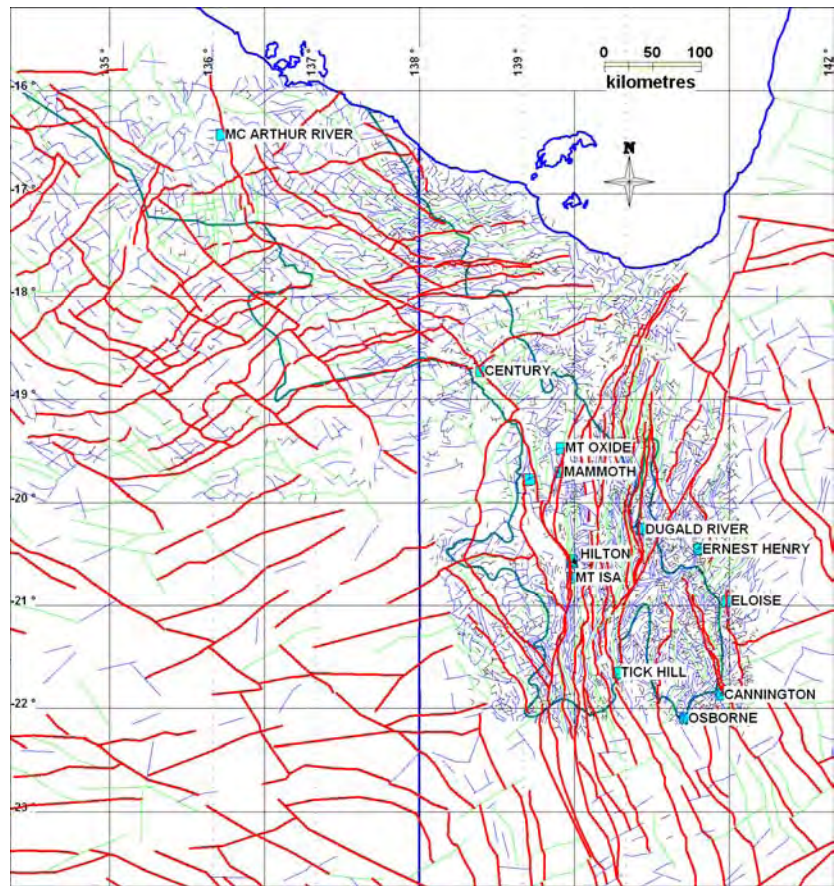 135 °
136 °
137 °
138 °
139 °
142 °
0 50 100
kilometres
N
-16 °
-17 °
-18 °
-19 °
-20 °
-21 °
-22 °
-23 °
MC ARTHUR RIVER
CENTURY
MT OXIDE
MAMMOTH
DUGALD RIVER
ERNEST HENRY
HILTON
MT ISA
ELOISE
TICK HILL
CANNINGTON
OSBORNE